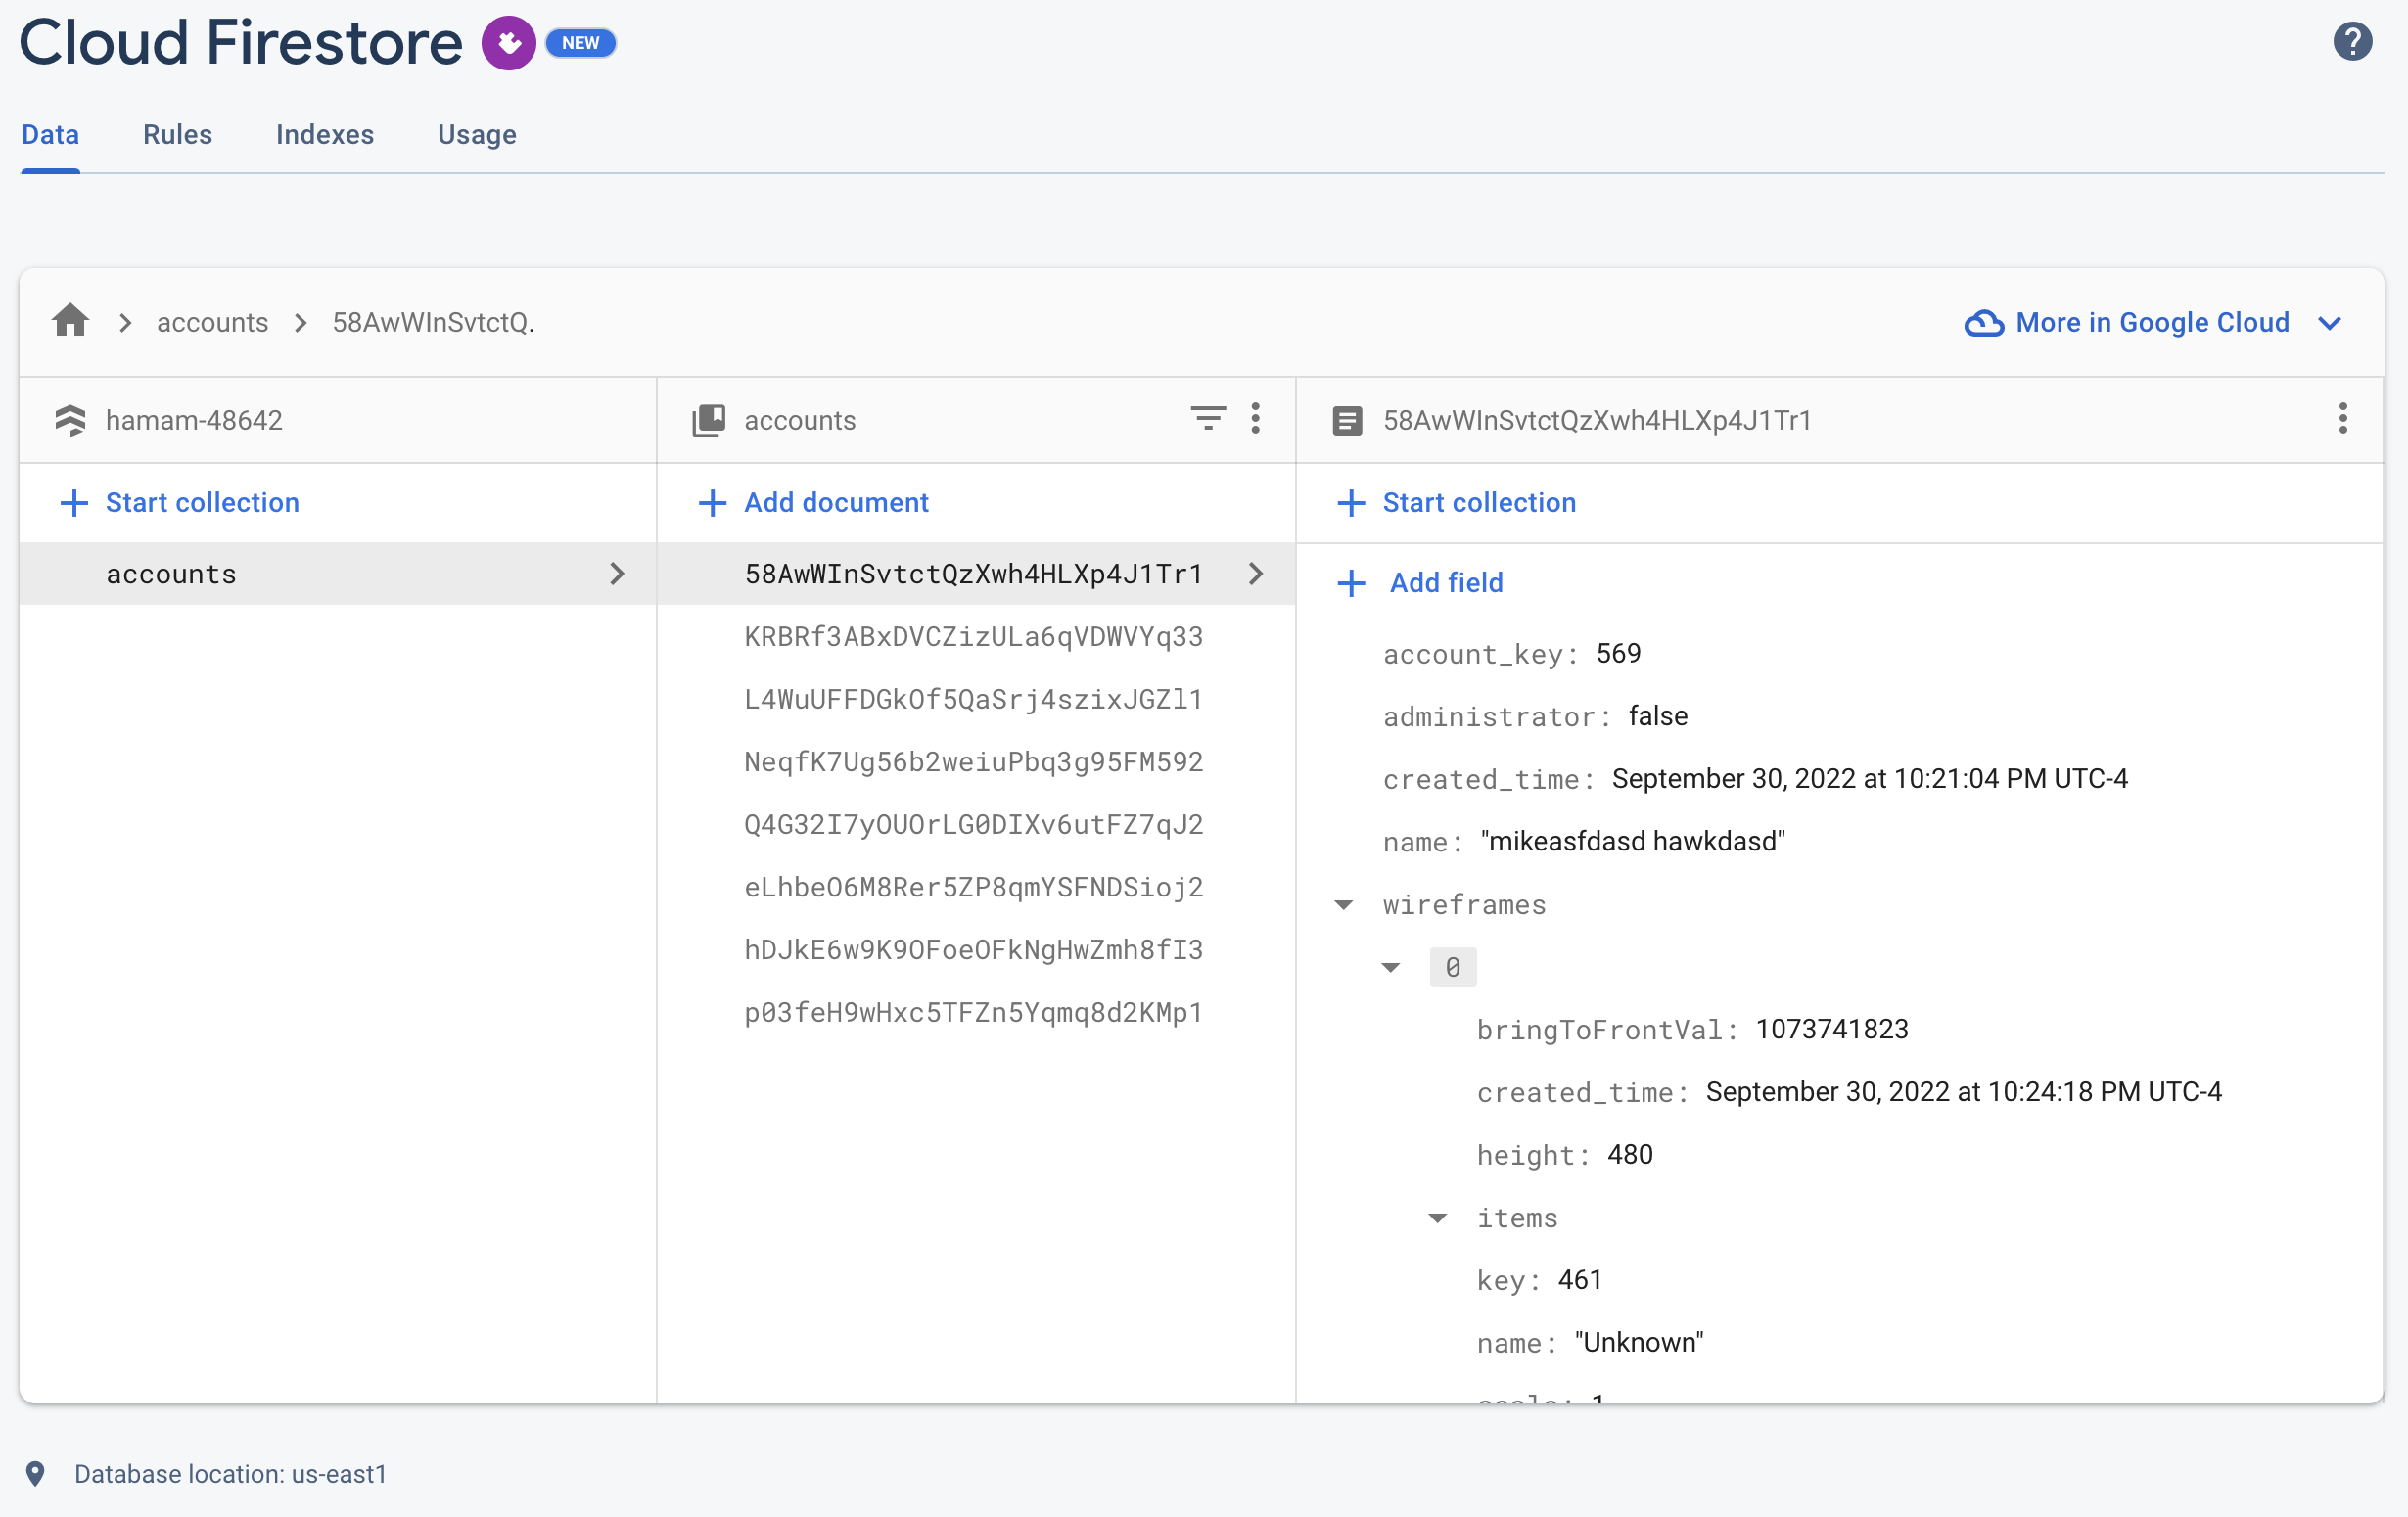 Cloud Firestore NEW
Data Rules Indexes Usage
accounts 58AwWInSvtctQ.
More in Google Cloud
hamam-48642
accounts
58AwWInSvtctQzXwh4HLXp4J1Tr1
Start collection
Add document
Start collection
accounts
58AwWInSvtctQzXwh4HLXp4J1Tr1
KRBRf3ABxDVCZizULa6qVDWVYq33
L4WuUFFDGkOf5QaSrj4szixJGZl1
NeqfK7Ug56b2weiuPbq3g95FM592
Q4G32I7yOUOrLG0DIXv6utFZ7qJ2
eLhbeO6M8Rer5ZP8qmYSFNDSioj2
hDJkE6w9K9OFoeOFkNgHwZmh8fI3
p03feH9wHxc5TFZn5Yqmq8d2KMp1
Add field
account_key: 569
administrator: false
created_time: September 30, 2022 at 10:21:04 PM UTC-4
name: "mikeasfdasd hawkdasd"
wireframes
0
bringToFrontVal: 1073741823
created_time: September 30, 2022 at 10:24:18 PM UTC-4
height: 480
items
key: 461
name: "Unknown"
Database location: us-east1